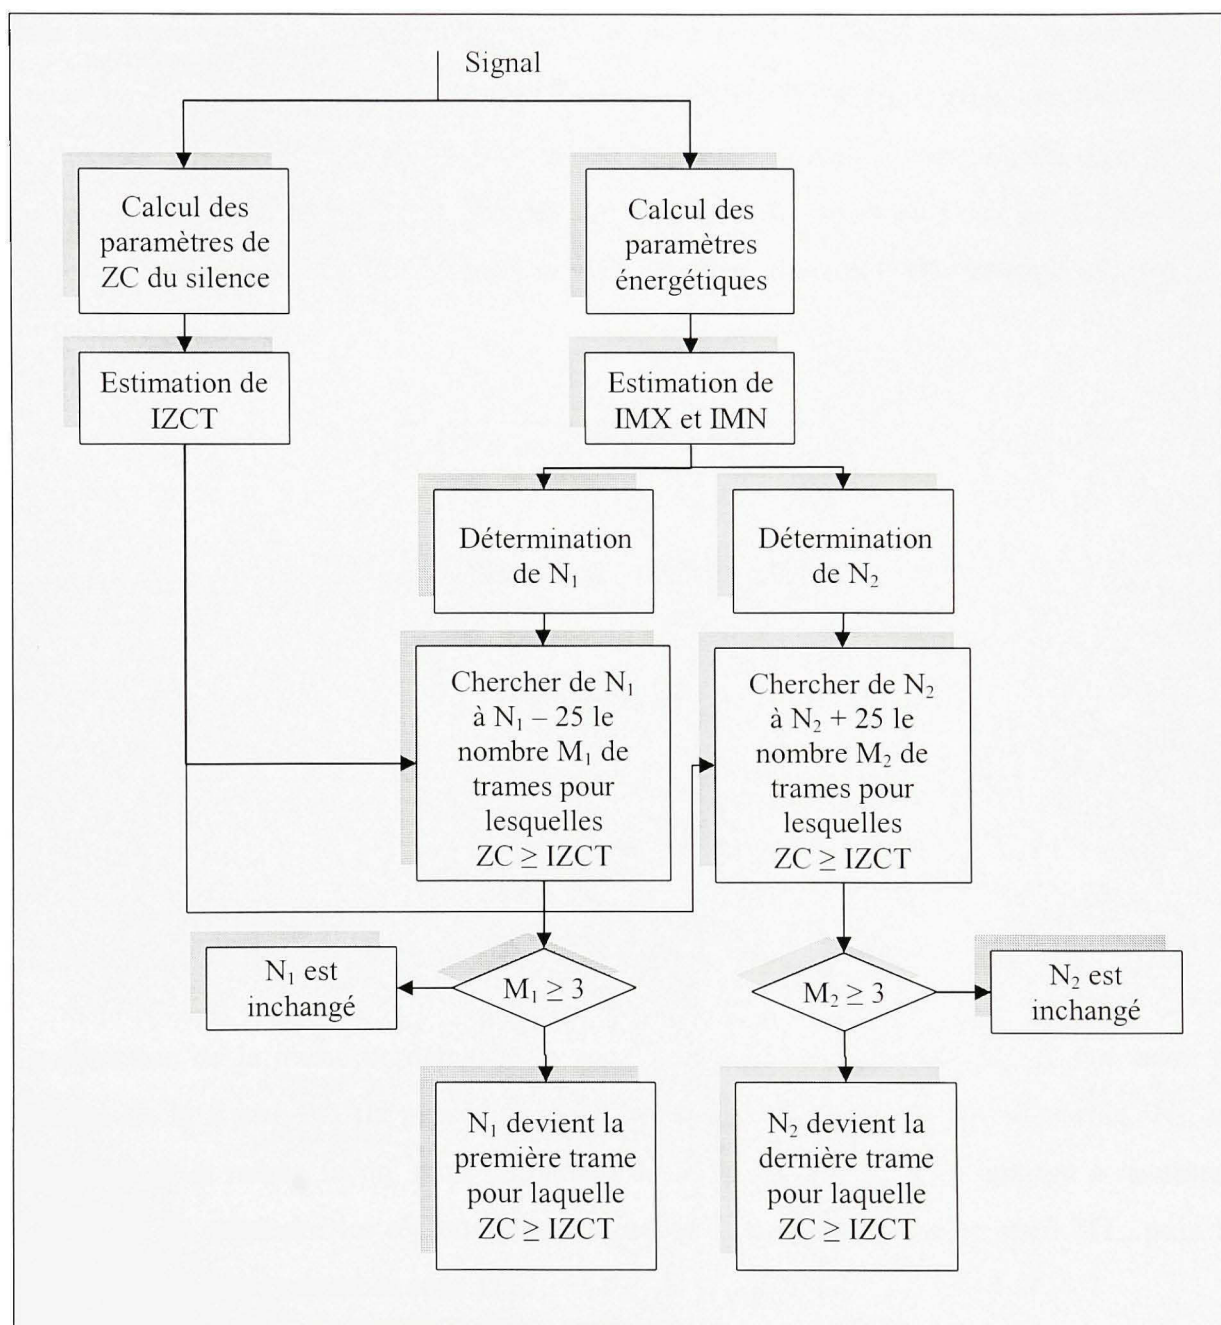 Signal
Calcul des
paramètres de
ZC du silence
Calcul des
paramètres
énergétiques
Estimation de
IZCT
Estimation de
IMX et IMN
Détermination
de N₁
Détermination
de N₂
Chercher de N₁
à N₁ – 25 le
nombre M₁ de
trames pour
lesquelles
ZC ≥ IZCT
Chercher de N₂
à N₂ + 25 le
nombre M₂ de
trames pour
lesquelles
ZC ≥ IZCT
N₁ est
inchangé
M₁ ≥ 3
M₂ ≥ 3
N₂ est
inchangé
N₁ devient la
première trame
pour laquelle
ZC ≥ IZCT
N₂ devient la
dernière trame
pour laquelle
ZC ≥ IZCT